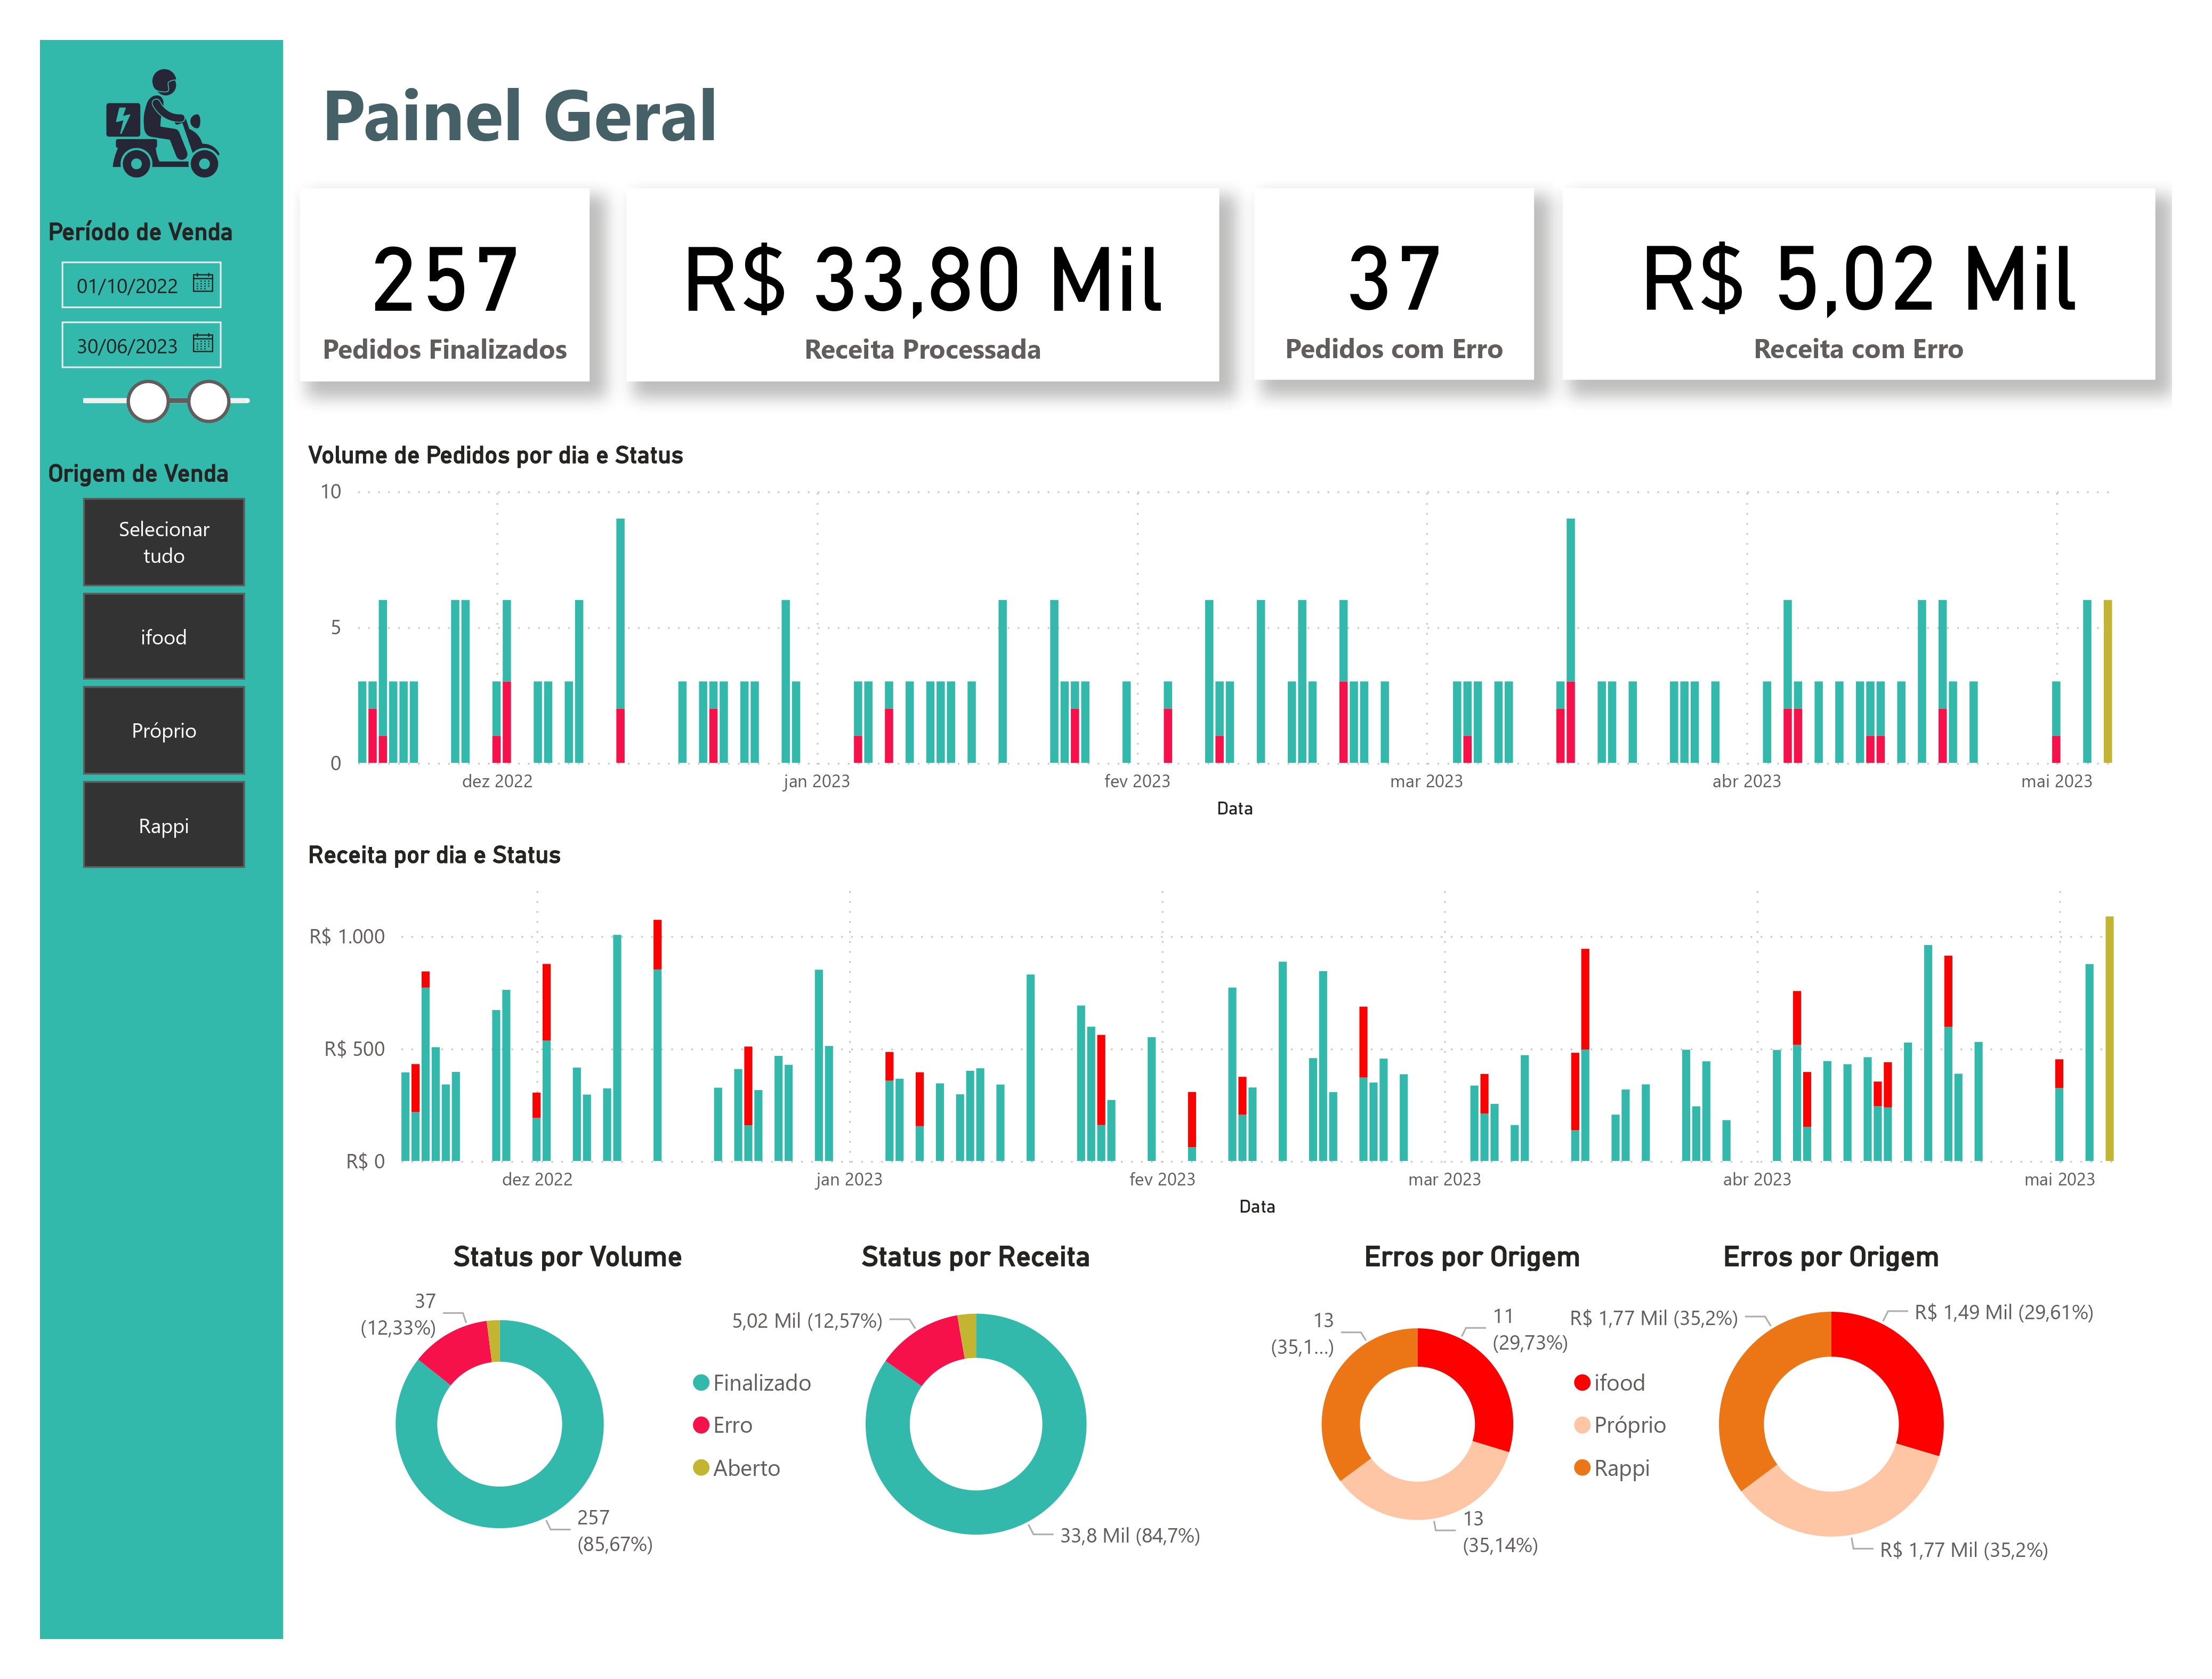 Painel Geral
Período de Venda
01/10/2022
30/06/2023
Origem de Venda
Selecionar
tudo
ifood
Próprio
Rappi
257
Pedidos Finalizados
R$ 33,80 Mil
Receita Processada
37
Pedidos com Erro
R$ 5,02 Mil
Receita com Erro
Volume de Pedidos por dia e Status
10
5
0
dez 2022
jan 2023
fev 2023
mar 2023
abr 2023
mai 2023
Data
Receita por dia e Status
R$ 1.000
R$ 500
R$ 0
dez 2022
jan 2023
fev 2023
mar 2023
abr 2023
mai 2023
Data
Status por Volume
37
(12,33%)
257
(85,67%)
Finalizado
Erro
Aberto
Status por Receita
5,02 Mil (12,57%)
33,8 Mil (84,7%)
Erros por Origem
13
(35,1...)
11
(29,73%)
13
(35,14%)
ifood
Próprio
Rappi
Erros por Origem
R$ 1,77 Mil (35,2%)
R$ 1,49 Mil (29,61%)
R$ 1,77 Mil (35,2%)